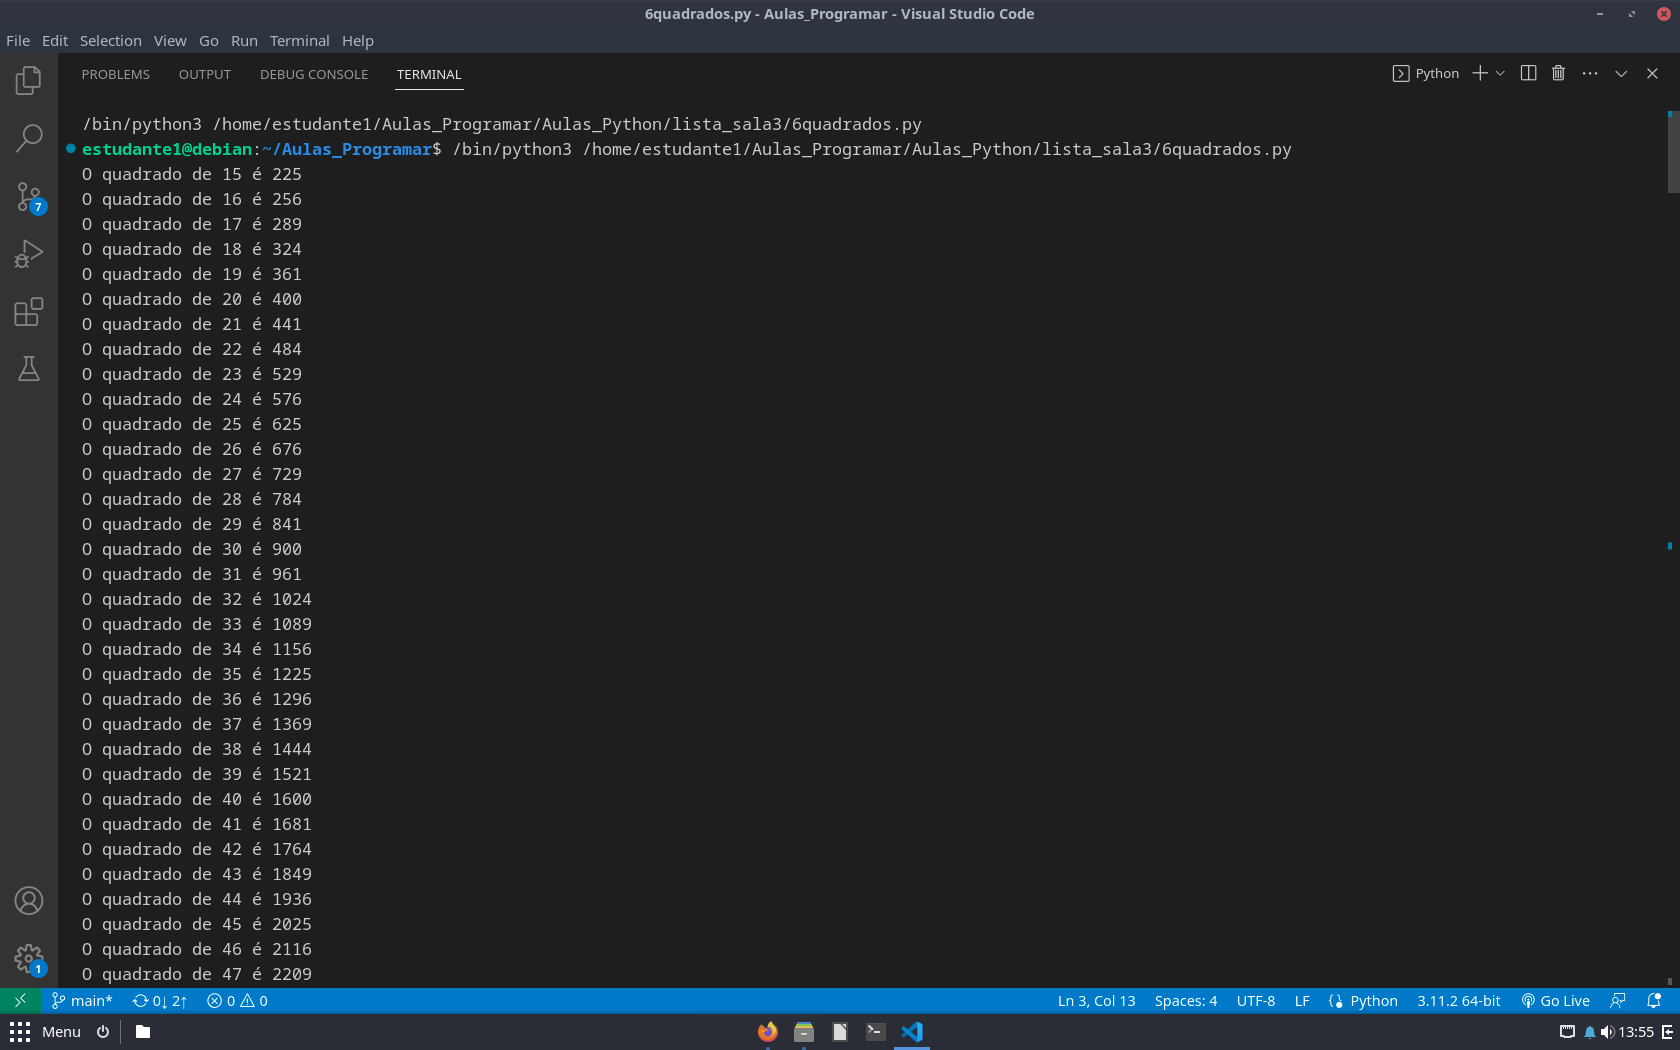 6quadrados.py - Aulas_Programar - Visual Studio Code
File Edit Selection View Go Run Terminal Help
PROBLEMS OUTPUT DEBUG CONSOLE TERMINAL Python
/bin/python3 /home/estudante1/Aulas_Programar/Aulas_Python/lista_sala3/6quadrados.py
estudante1@debian:~/Aulas_Programar$ /bin/python3 /home/estudante1/Aulas_Programar/Aulas_Python/lista_sala3/6quadrados.py
O quadrado de 15 é 225
O quadrado de 16 é 256
O quadrado de 17 é 289
O quadrado de 18 é 324
O quadrado de 19 é 361
O quadrado de 20 é 400
O quadrado de 21 é 441
O quadrado de 22 é 484
O quadrado de 23 é 529
O quadrado de 24 é 576
O quadrado de 25 é 625
O quadrado de 26 é 676
O quadrado de 27 é 729
O quadrado de 28 é 784
O quadrado de 29 é 841
O quadrado de 30 é 900
O quadrado de 31 é 961
O quadrado de 32 é 1024
O quadrado de 33 é 1089
O quadrado de 34 é 1156
O quadrado de 35 é 1225
O quadrado de 36 é 1296
O quadrado de 37 é 1369
O quadrado de 38 é 1444
O quadrado de 39 é 1521
O quadrado de 40 é 1600
O quadrado de 41 é 1681
O quadrado de 42 é 1764
O quadrado de 43 é 1849
O quadrado de 44 é 1936
O quadrado de 45 é 2025
O quadrado de 46 é 2116
O quadrado de 47 é 2209
7
1
main* 0↓ 2↑ 0 0 Ln 3, Col 13 Spaces: 4 UTF-8 LF Python 3.11.2 64-bit Go Live
Menu 13:55